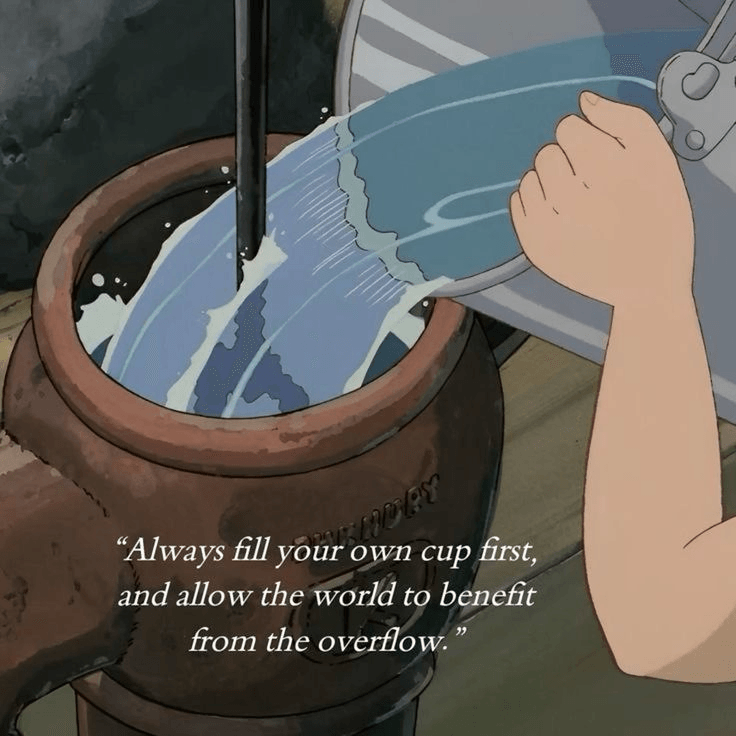 “Always fill your own cup first,
and allow the world to benefit
from the overflow.”